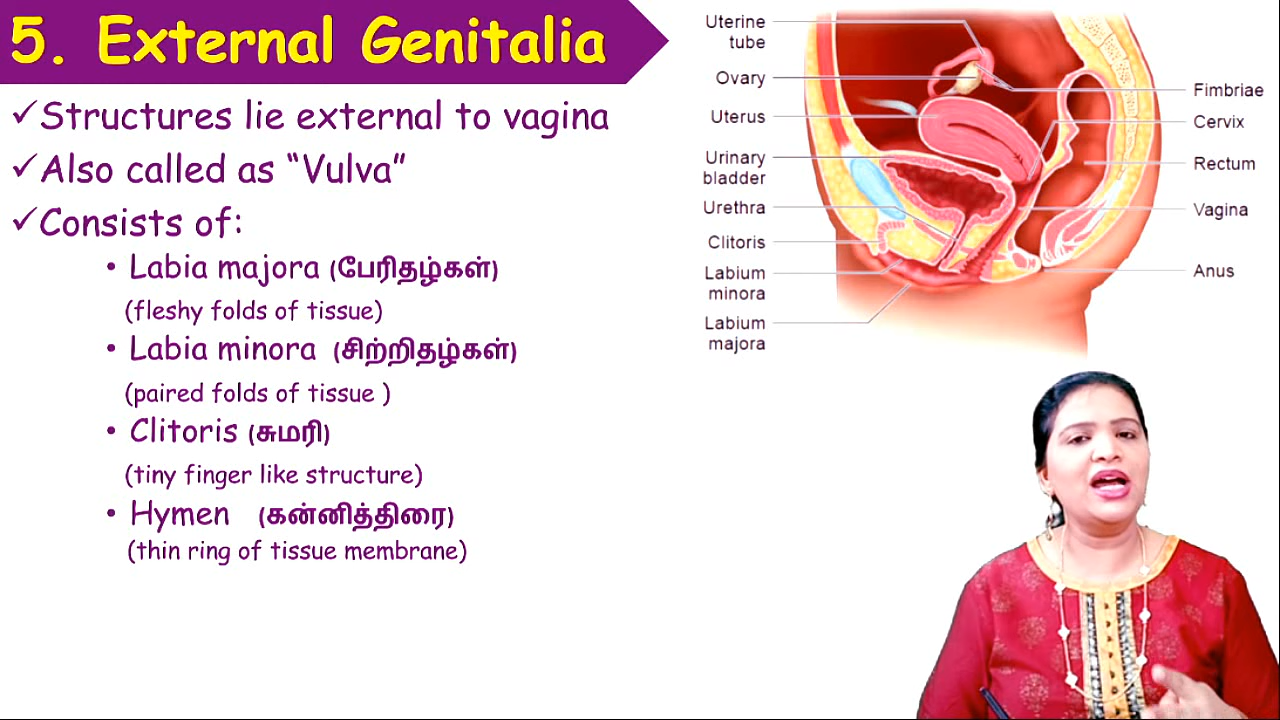 5. External Genitalia
✓Structures lie external to vagina
✓Also called as “Vulva”
✓Consists of:
• Labia majora (பேரிதழ்கள்)
(fleshy folds of tissue)
• Labia minora (சிற்றிதழ்கள்)
(paired folds of tissue )
• Clitoris (சுமரி)
(tiny finger like structure)
• Hymen (கன்னித்திரை)
(thin ring of tissue membrane)
Uterine
tube
Ovary
Uterus
Urinary
bladder
Urethra
Clitoris
Labium
minora
Labium
majora
Fimbriae
Cervix
Rectum
Vagina
Anus